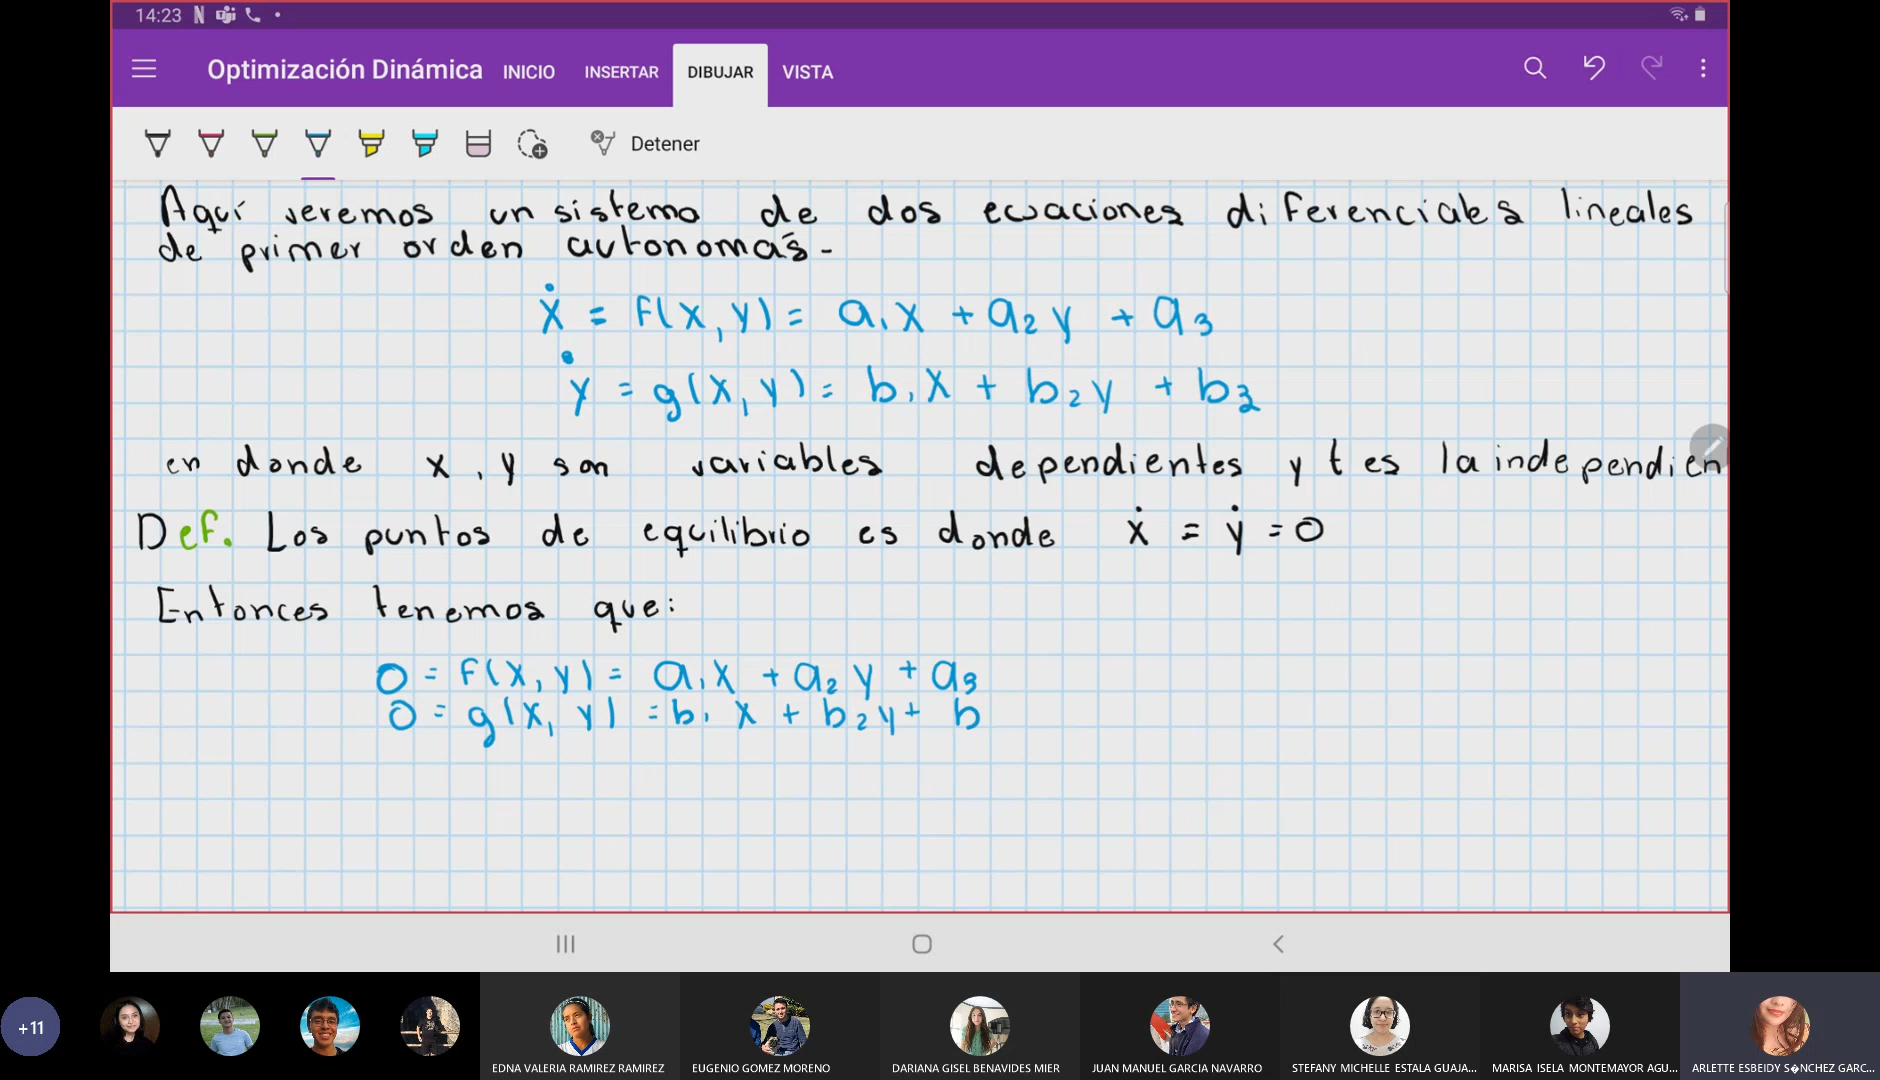 14:23
Optimización Dinámica INICIO INSERTAR DIBUJAR VISTA
Detener
Aquí veremos un sistema de dos ecuaciones diferenciales lineales
de primer orden autonomas.
ẋ = f(x,y) = a₁x + a₂y + a₃
ẏ = g(x,y) = b₁x + b₂y + b₃
en donde x, y son variables dependientes y t es la independien
Def. Los puntos de equilibrio es donde ẋ = ẏ = 0
Entonces tenemos que:
0 = f(x,y) = a₁x + a₂y + a₃
0 = g(x,y) = b₁x + b₂y + b
+11
EDNA VALERIA RAMIREZ RAMIREZ
EUGENIO GOMEZ MORENO
DARIANA GISEL BENAVIDES MIER
JUAN MANUEL GARCIA NAVARRO
STEFANY MICHELLE ESTALA GUAJA...
MARISA ISELA MONTEMAYOR AGU...
ARLETTE ESBEIDY S�NCHEZ GARC...